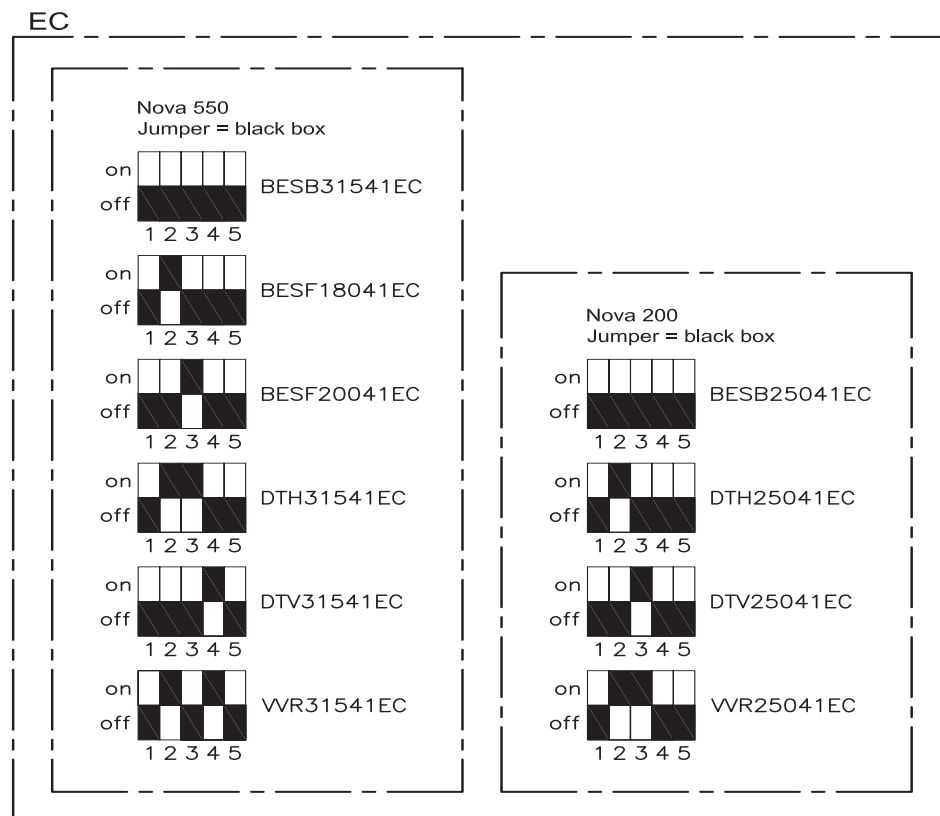 EC
Nova 550
Jumper = black box
on
off
BESB31541EC
1 2 3 4 5
on
off
BESF18041EC
1 2 3 4 5
on
off
BESF20041EC
1 2 3 4 5
on
off
DTH31541EC
1 2 3 4 5
on
off
DTV31541EC
1 2 3 4 5
on
off
VVR31541EC
1 2 3 4 5
Nova 200
Jumper = black box
on
off
BESB25041EC
1 2 3 4 5
on
off
DTH25041EC
1 2 3 4 5
on
off
DTV25041EC
1 2 3 4 5
on
off
VVR25041EC
1 2 3 4 5